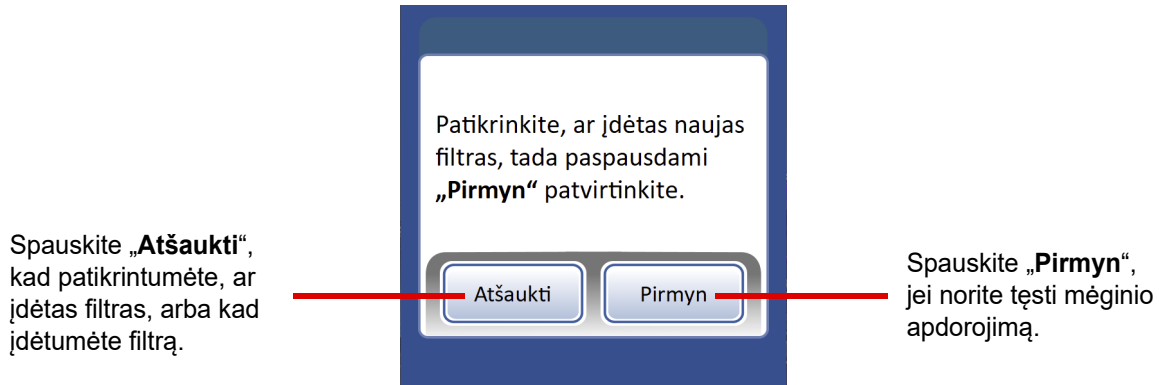 Patikrinkite, ar įdėtas naujas
filtras, tada paspausdami
„Pirmyn“ patvirtinkite.
Spauskite „Atšaukti“,
kad patikrintumėte, ar
įdėtas filtras, arba kad
įdėtumėte filtrą.
Atšaukti
Pirmyn
Spauskite „Pirmyn“,
jei norite tęsti mėginio
apdorojimą.